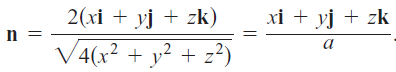 n = 2(xi + yj + zk) / √4(x² + y² + z²) = xi + yj + zk / a.